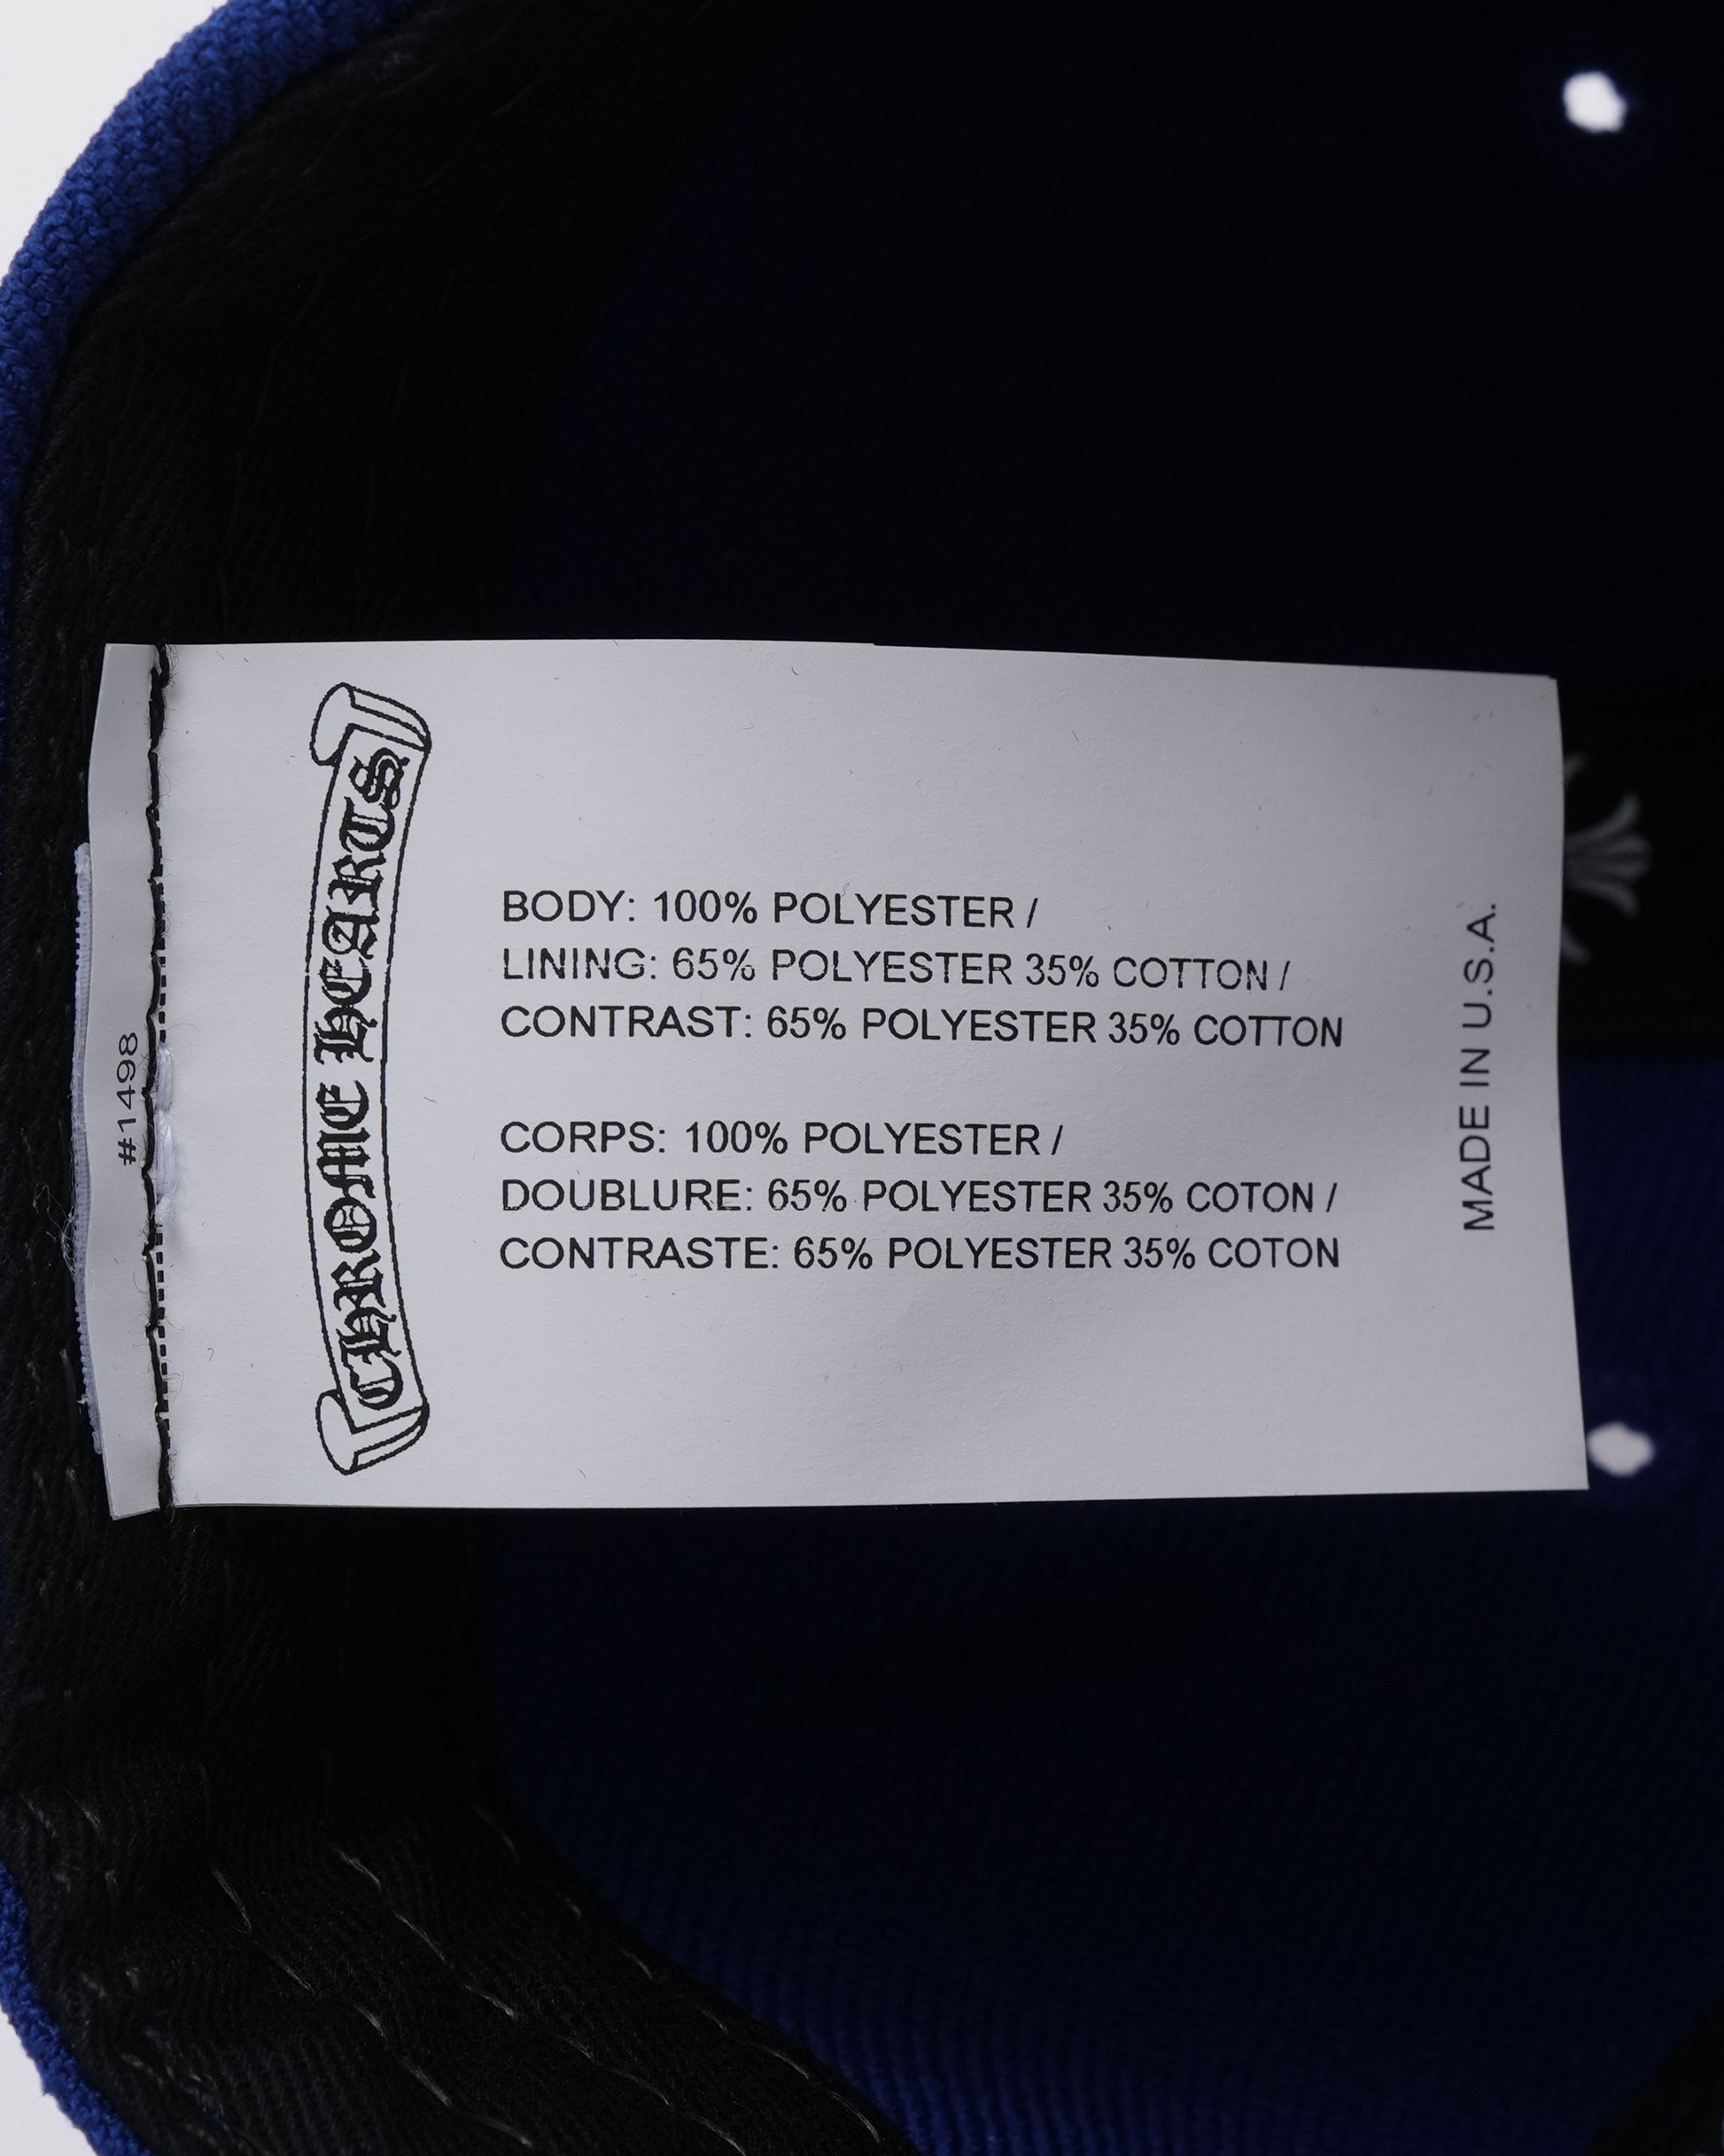 #1498
CHROME HEARTS
BODY: 100% POLYESTER /
LINING: 65% POLYESTER 35% COTTON /
CONTRAST: 65% POLYESTER 35% COTTON
CORPS: 100% POLYESTER /
DOUBLURE: 65% POLYESTER 35% COTON /
CONTRASTE: 65% POLYESTER 35% COTON
MADE IN U.S.A.